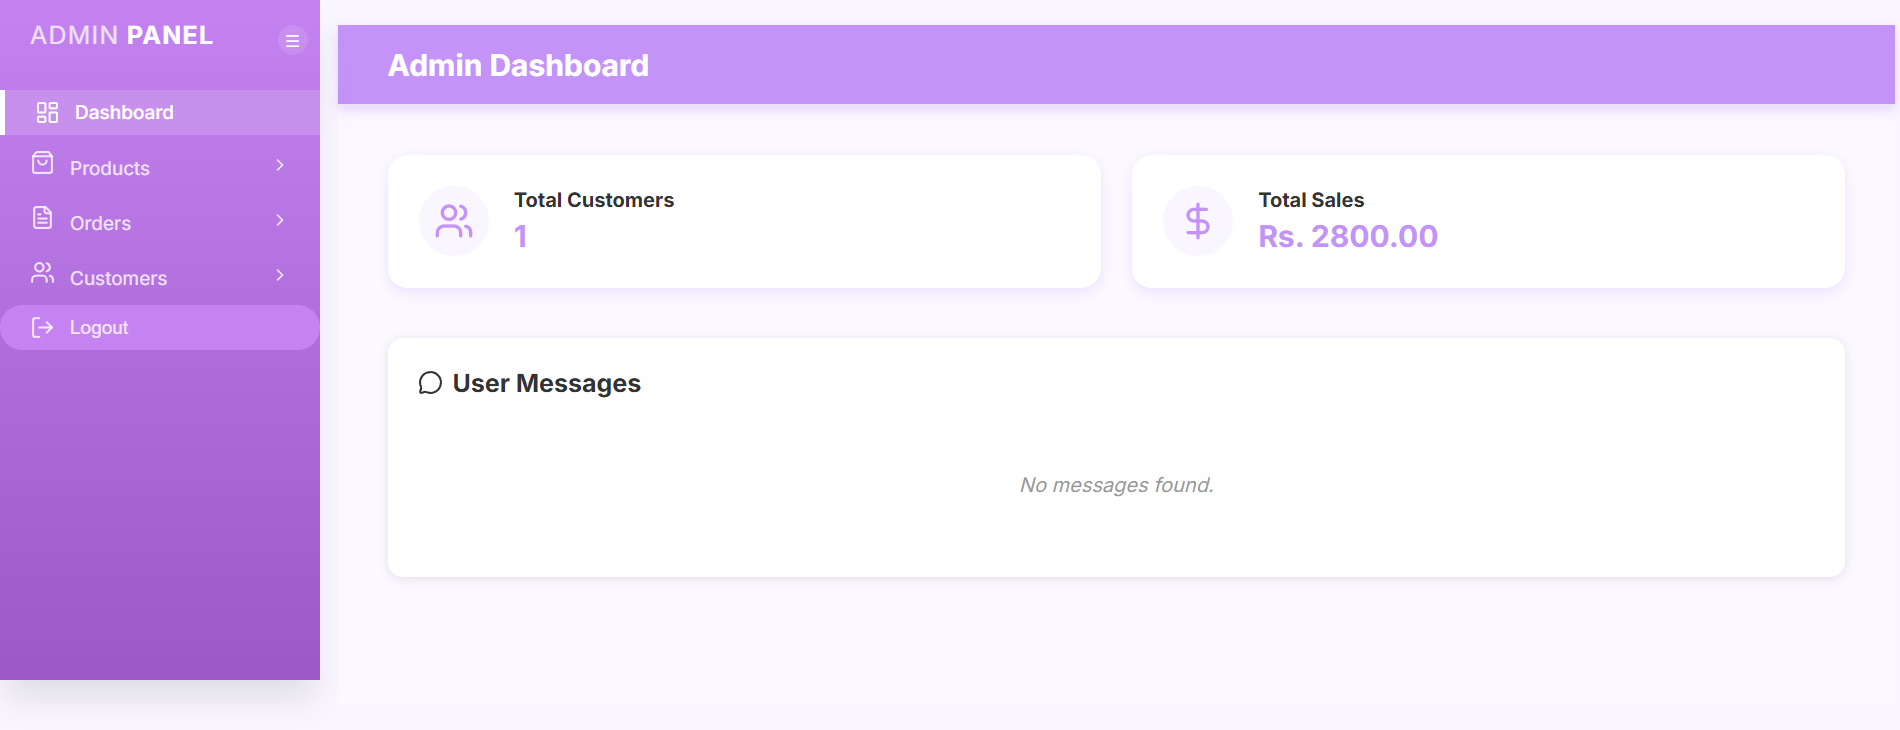 ADMIN PANEL
Dashboard
Products
Orders
Customers
Logout
Admin Dashboard
Total Customers
1
Total Sales
Rs. 2800.00
User Messages
No messages found.